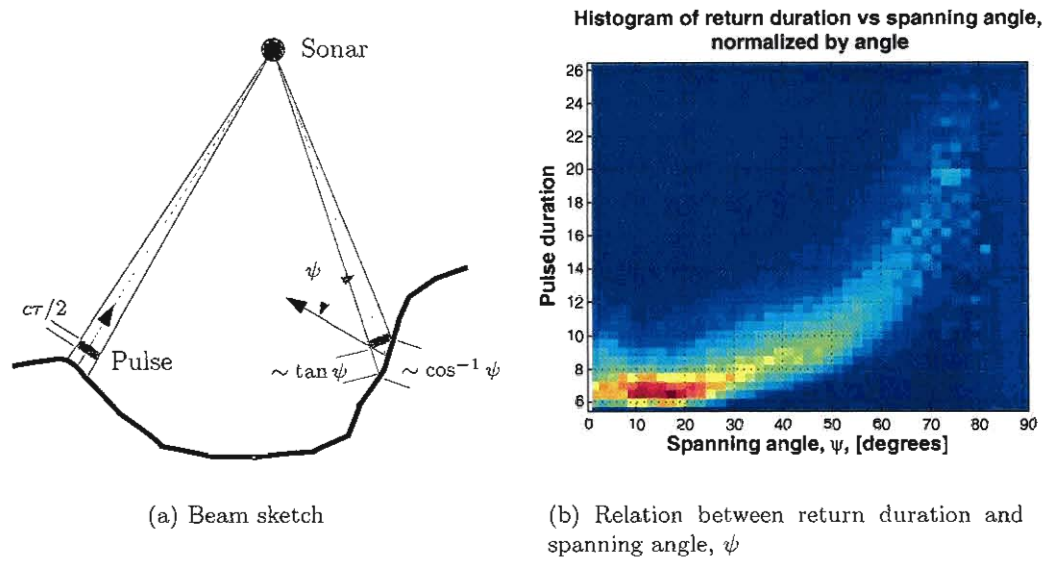 Sonar
ψ
cτ/2
Pulse
∼ tan ψ
∼ cos⁻¹ ψ
(a) Beam sketch
Histogram of return duration vs spanning angle,
normalized by angle
Pulse duration
26
24
22
20
18
16
14
12
10
8
6
0 10 20 30 40 50 60 70 80 90
Spanning angle, ψ, [degrees]
(b) Relation between return duration and
spanning angle, ψ